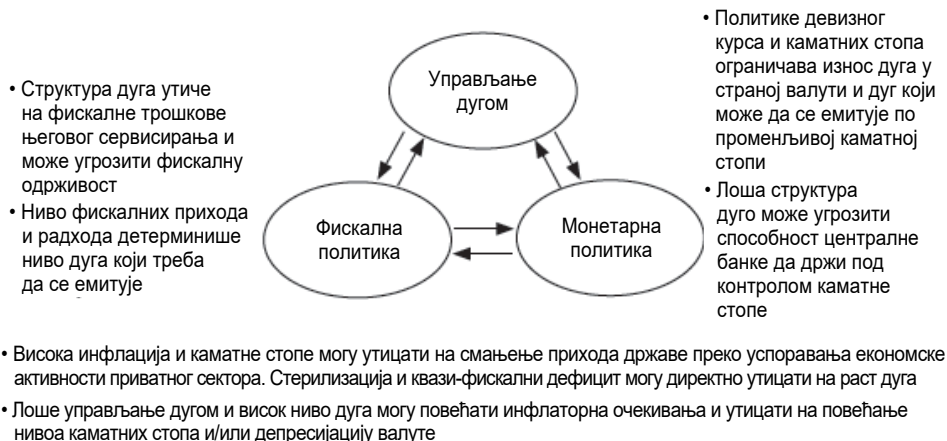 • Структура дуга утиче
на фискалне трошкове
његовог сервисирања и
може угрозити фискалну
одрживост
• Ниво фискалних прихода
и радхода детерминише
ниво дуга који треба
да се емитује
Управљање
дугом
Фискална
политика
Монетарна
политика
• Политике девизног
курса и каматних стопа
ограничава износ дуга у
страној валути и дуг који
може да се емитује по
променљивој каматној
стопи
• Лоша структура
дуго може угрозити
способност централне
банке да држи под
контролом каматне
стопе
• Висока инфлација и каматне стопе могу утицати на смањење прихода државе преко успоравања економске
активности приватног сектора. Стерилизација и квази-фискални дефицит могу директно утицати на раст дуга
• Лоше управљање дугом и висок ниво дуга могу повећати инфлаторна очекивања и утицати на повећање
нивоа каматних стопа и/или депресијацију валуте